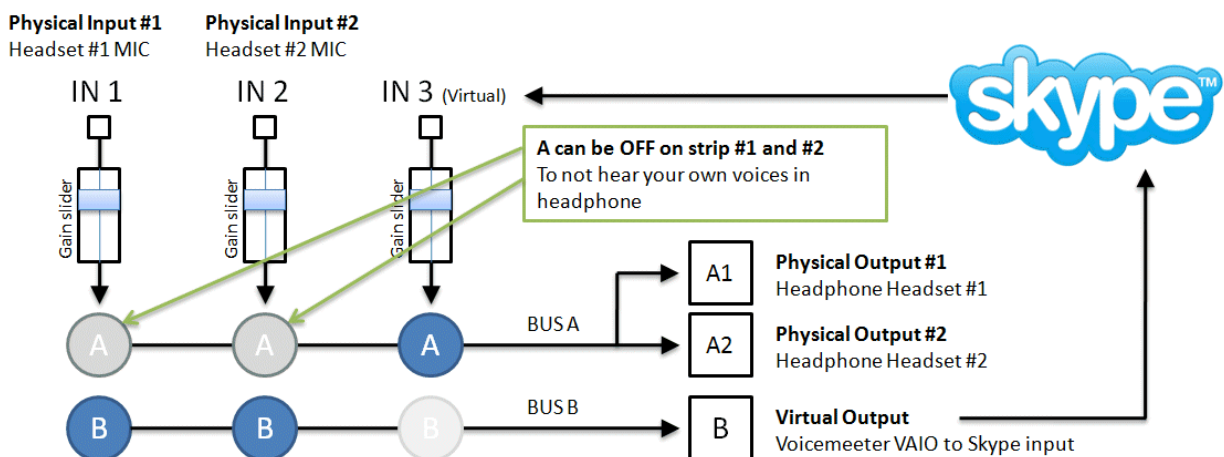 Physical Input #1
Headset #1 MIC
Physical Input #2
Headset #2 MIC
IN 1
IN 2
IN 3 (Virtual)
skype™
A can be OFF on strip #1 and #2
To not hear your own voices in
headphone
Gain slider
Gain slider
Gain slider
A
A
A
BUS A
A1
Physical Output #1
Headphone Headset #1
A2
Physical Output #2
Headphone Headset #2
B
B
B
BUS B
B
Virtual Output
Voicemeeter VAIO to Skype input